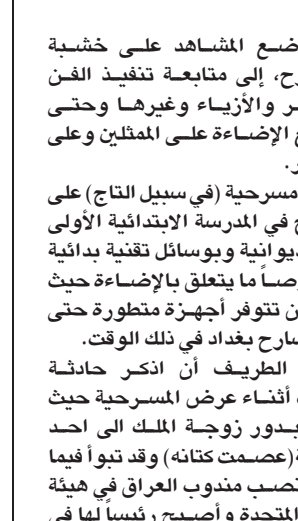 ضع المشاهد على خشبة
رح، إلى متابعة تنفيذ الفن
ر والأزياء وغيرها وحتى
الإضاءة على الممثلين وعلى
ر.
مسرحية (في سبيل التاج) على
ح في المدرسة الابتدائية الأولى
ديوانية وبوسائل تقنية بدائية
وصاً ما يتعلق بالإضاءة حيث
ن تتوفر أجهزة متطورة حتى
سارح بغداد في ذلك الوقت.
الطريف أن اذكر حادثة
أثناء عرض المسرحية حيث
بدور زوجة الملك الى احد
(عصمت كتانه) وقد تبوأ فيما
نصب مندوب العراق في هيئة
المتحدة وأصبح رئيساً لها في